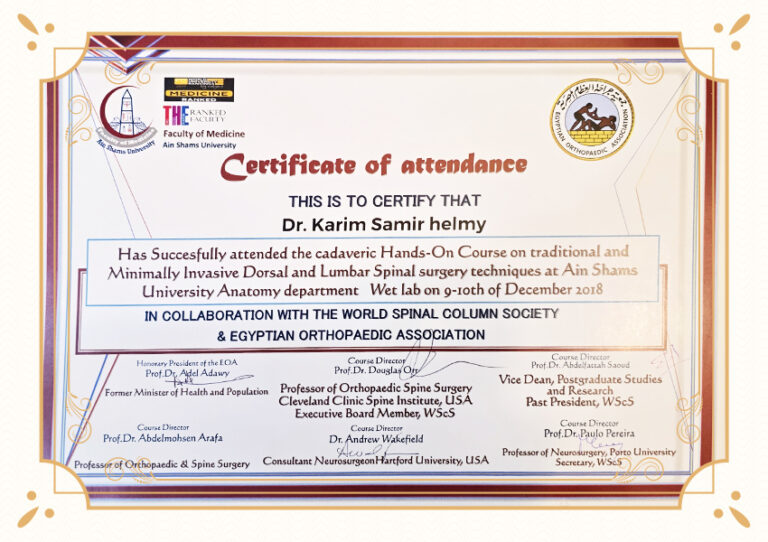 MEDICINE
RANKED
THE RANKED
FACULTY
Faculty of Medicine
Ain Shams University
Ain Shams University
جمعية جراحة العظام المصرية
EGYPTIAN ORTHOPAEDIC ASSOCIATION
Certificate of attendance
THIS IS TO CERTIFY THAT
Dr. Karim Samir helmy
Has Succesfully attended the cadaveric Hands-On Course on traditional and
Minimally Invasive Dorsal and Lumbar Spinal surgery techniques at Ain Shams
University Anatomy department Wet lab on 9-10th of December 2018
IN COLLABORATION WITH THE WORLD SPINAL COLUMN SOCIETY
& EGYPTIAN ORTHOPAEDIC ASSOCIATION
Honorary President of the EOA
Prof.Dr. Adel Adawy
Former Minister of Health and Population
Course Director
Prof.Dr. Douglas Orr
Professor of Orthopaedic Spine Surgery
Cleveland Clinic Spine Institute, USA
Executive Board Member, WScS
Course Director
Prof.Dr. Abdelfattah Saoud
Vice Dean, Postgraduate Studies
and Research
Past President, WScS
Course Director
Prof.Dr. Abdelmohsen Arafa
Professor of Orthopaedic & Spine Surgery
Course Director
Dr. Andrew Wakefield
Consultant Neurosurgeon Hartford University, USA
Course Director
Prof.Dr. Paulo Pereira
Professor of Neurosurgery, Porto University
Secretary, WScS